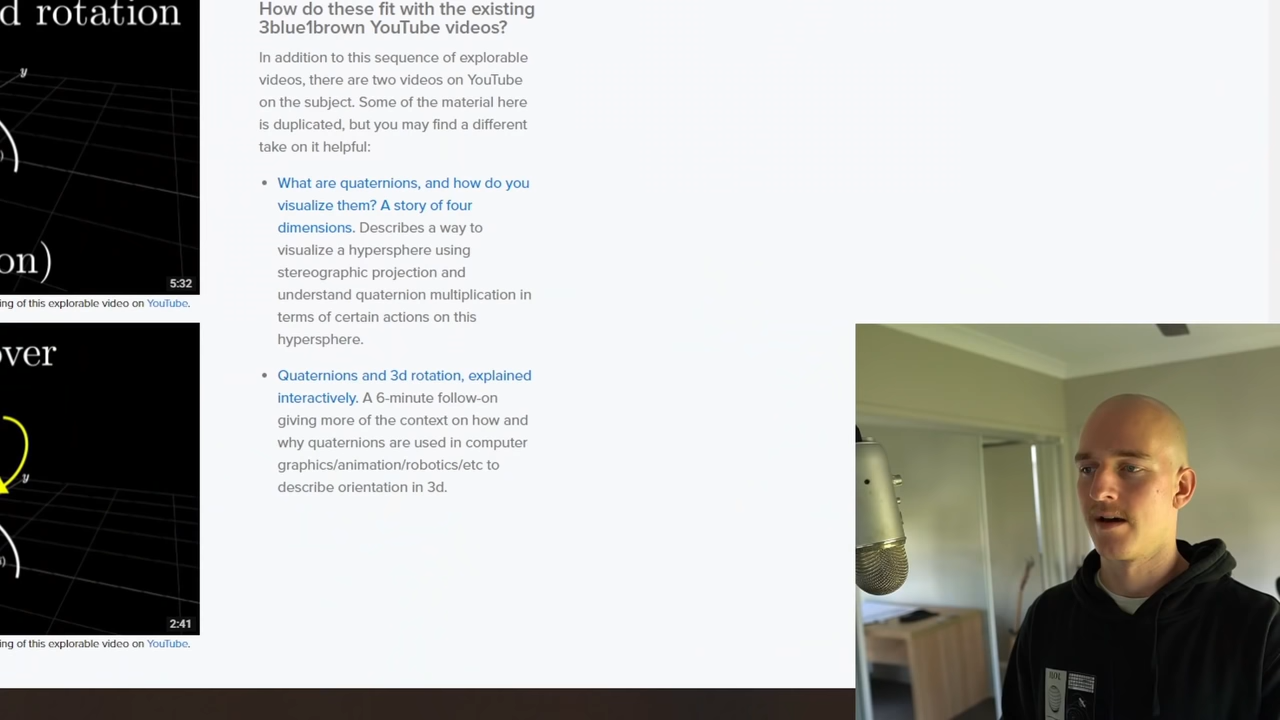 d rotation
y
on)
5:32
ing of this explorable video on YouTube.
over
y
2:41
ing of this explorable video on YouTube.
How do these fit with the existing
3blue1brown YouTube videos?
In addition to this sequence of explorable
videos, there are two videos on YouTube
on the subject. Some of the material here
is duplicated, but you may find a different
take on it helpful:
• What are quaternions, and how do you
visualize them? A story of four
dimensions. Describes a way to
visualize a hypersphere using
stereographic projection and
understand quaternion multiplication in
terms of certain actions on this
hypersphere.
• Quaternions and 3d rotation, explained
interactively. A 6-minute follow-on
giving more of the context on how and
why quaternions are used in computer
graphics/animation/robotics/etc to
describe orientation in 3d.